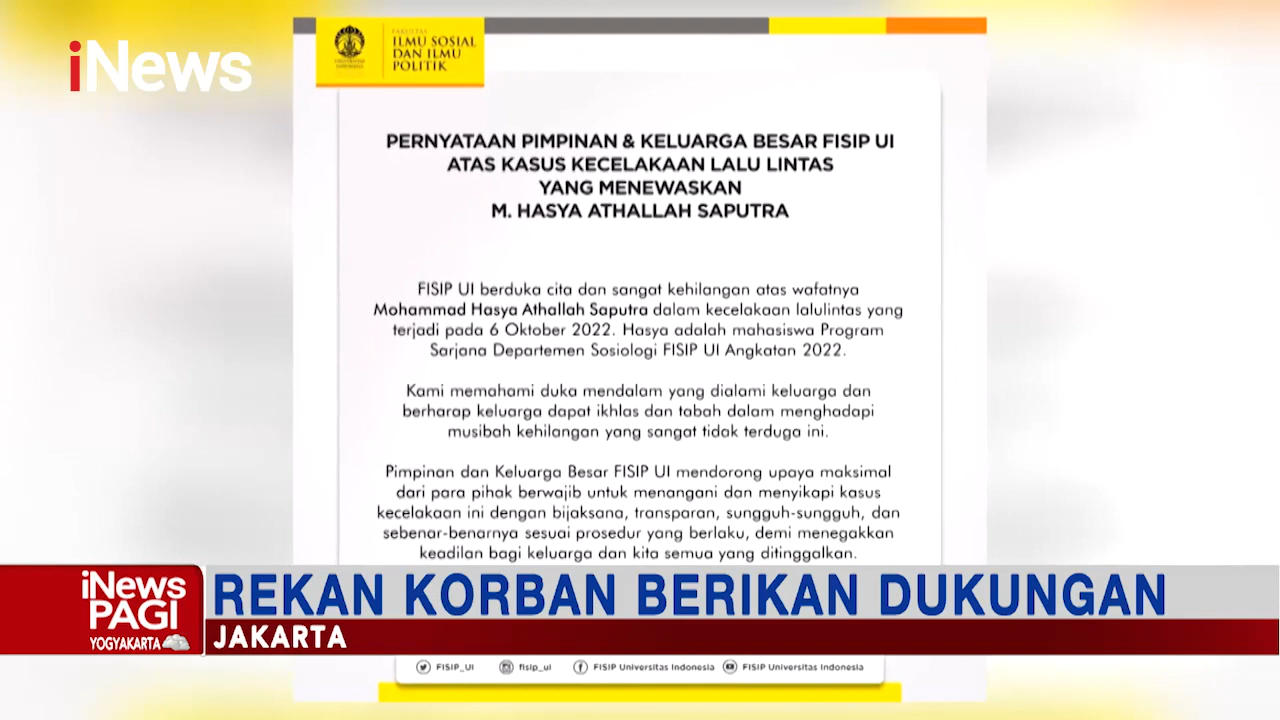 iNews
FAKULTAS
ILMU SOSIAL
DAN ILMU
POLITIK
UNIVERSITAS
INDONESIA
PERNYATAAN PIMPINAN & KELUARGA BESAR FISIP UI
ATAS KASUS KECELAKAAN LALU LINTAS
YANG MENEWASKAN
M. HASYA ATHALLAH SAPUTRA
FISIP UI berduka cita dan sangat kehilangan atas wafatnya
Mohammad Hasya Athallah Saputra dalam kecelakaan lalulintas yang
terjadi pada 6 Oktober 2022. Hasya adalah mahasiswa Program
Sarjana Departemen Sosiologi FISIP UI Angkatan 2022.
Kami memahami duka mendalam yang dialami keluarga dan
berharap keluarga dapat ikhlas dan tabah dalam menghadapi
musibah kehilangan yang sangat tidak terduga ini.
Pimpinan dan Keluarga Besar FISIP UI mendorong upaya maksimal
dari para pihak berwajib untuk menangani dan menyikapi kasus
kecelakaan ini dengan bijaksana, transparan, sungguh-sungguh, dan
sebenar-benarnya sesuai prosedur yang berlaku, demi menegakkan
keadilan bagi keluarga dan kita semua yang ditinggalkan.
iNews
PAGI
YOGYAKARTA
REKAN KORBAN BERIKAN DUKUNGAN
JAKARTA
FISIP_UI fisip_ui FISIP Universitas Indonesia FISIP Universitas Indonesia